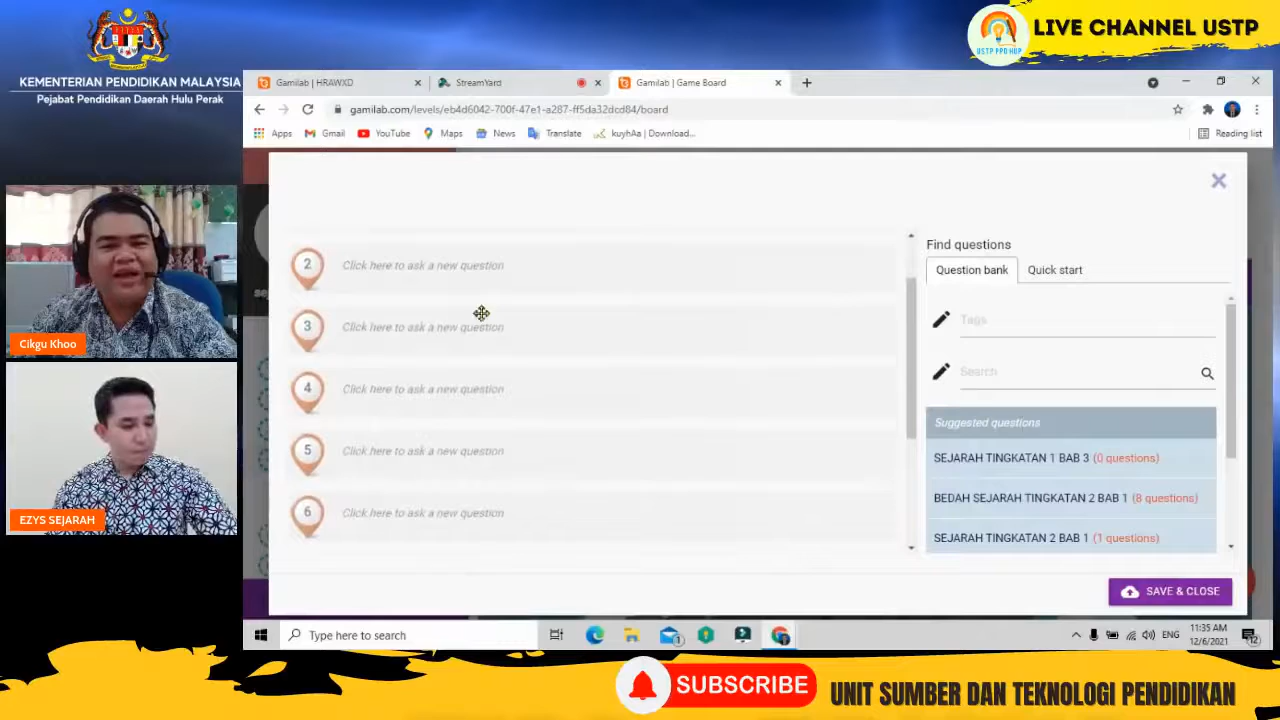 KEMENTERIAN PENDIDIKAN MALAYSIA
Pejabat Pendidikan Daerah Hulu Perak
USTP PPD HUP
LIVE CHANNEL USTP
Gamilab | HRAWXD
StreamYard
Gamilab | Game Board
gamilab.com/levels/eb4d6042-700f-47e1-a287-ff5da32dcd84/board
Apps
Gmail
YouTube
Maps
News
Translate
kuyhAa | Download...
Reading list
2
Click here to ask a new question
3
Click here to ask a new question
4
Click here to ask a new question
5
Click here to ask a new question
6
Click here to ask a new question
Find questions
Question bank
Quick start
Tags
Search
Suggested questions
SEJARAH TINGKATAN 1 BAB 3 (0 questions)
BEDAH SEJARAH TINGKATAN 2 BAB 1 (8 questions)
SEJARAH TINGKATAN 2 BAB 1 (1 questions)
SAVE & CLOSE
Cikgu Khoo
EZYS SEJARAH
Type here to search
ENG
11:35 AM
12/6/2021
SUBSCRIBE
UNIT SUMBER DAN TEKNOLOGI PENDIDIKAN